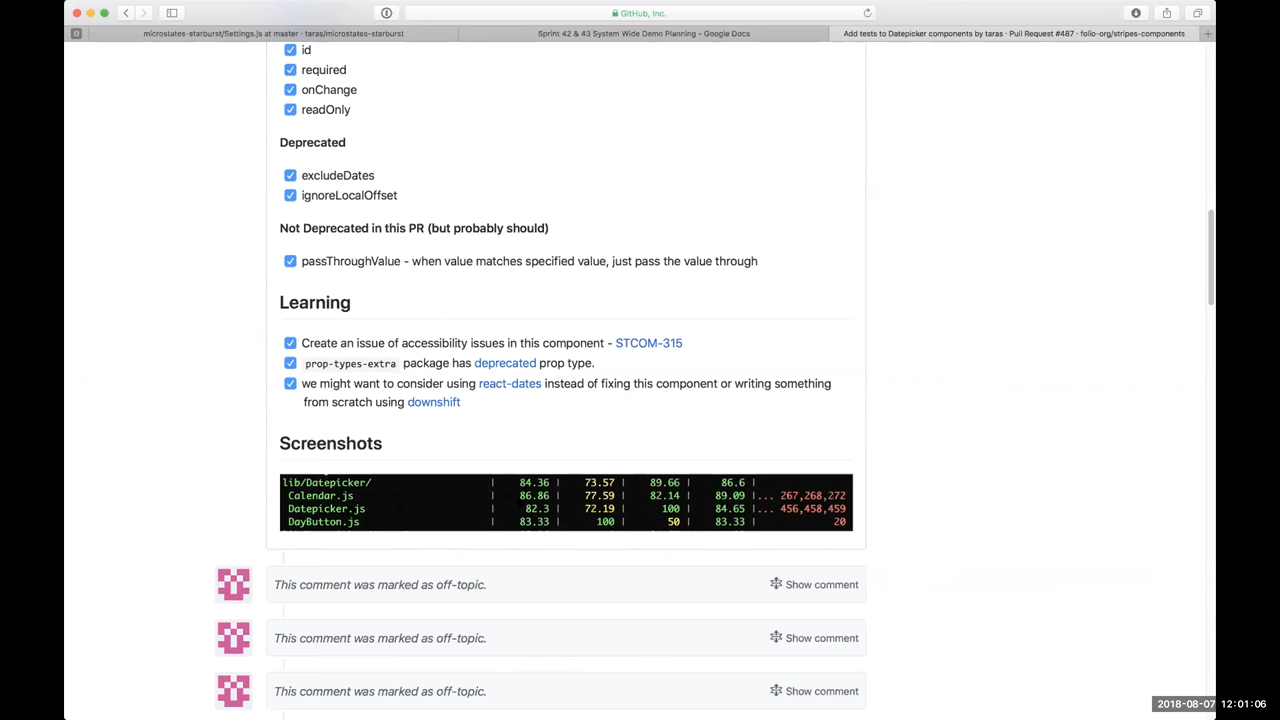 GitHub, Inc.
G
microstates-starburst/Settings.js at master · taras/microstates-starburst
Sprint 42 & 43 System Wide Demo Planning - Google Docs
Add tests to Datepicker components by taras · Pull Request #487 · folio-org/stripes-components
id
required
onChange
readOnly
Deprecated
excludeDates
ignoreLocalOffset
Not Deprecated in this PR (but probably should)
passThroughValue - when value matches specified value, just pass the value through
Learning
Create an issue of accessibility issues in this component - STCOM-315
prop-types-extra package has deprecated prop type.
we might want to consider using react-dates instead of fixing this component or writing something
from scratch using downshift
Screenshots
lib/Datepicker/ | 84.36 | 73.57 | 89.66 | 86.6 |
Calendar.js | 86.86 | 77.59 | 82.14 | 89.09 |... 267,268,272
Datepicker.js | 82.3 | 72.19 | 100 | 84.65 |... 456,458,459
DayButton.js | 83.33 | 100 | 50 | 83.33 | 20
This comment was marked as off-topic. Show comment
This comment was marked as off-topic. Show comment
This comment was marked as off-topic. Show comment
2018-08-07 12:01:06